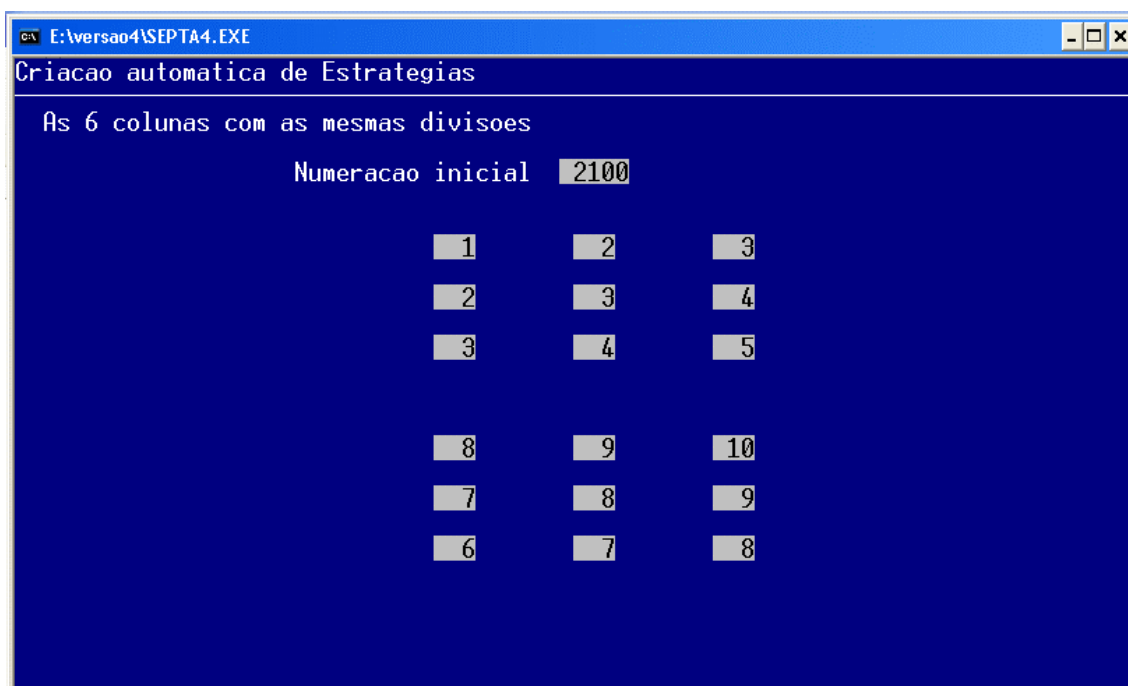 E:\versao4\SEPTA4.EXE
Criacao automatica de Estrategias
As 6 colunas com as mesmas divisoes
Numeracao inicial 2100
1 2 3
2 3 4
3 4 5
8 9 10
7 8 9
6 7 8